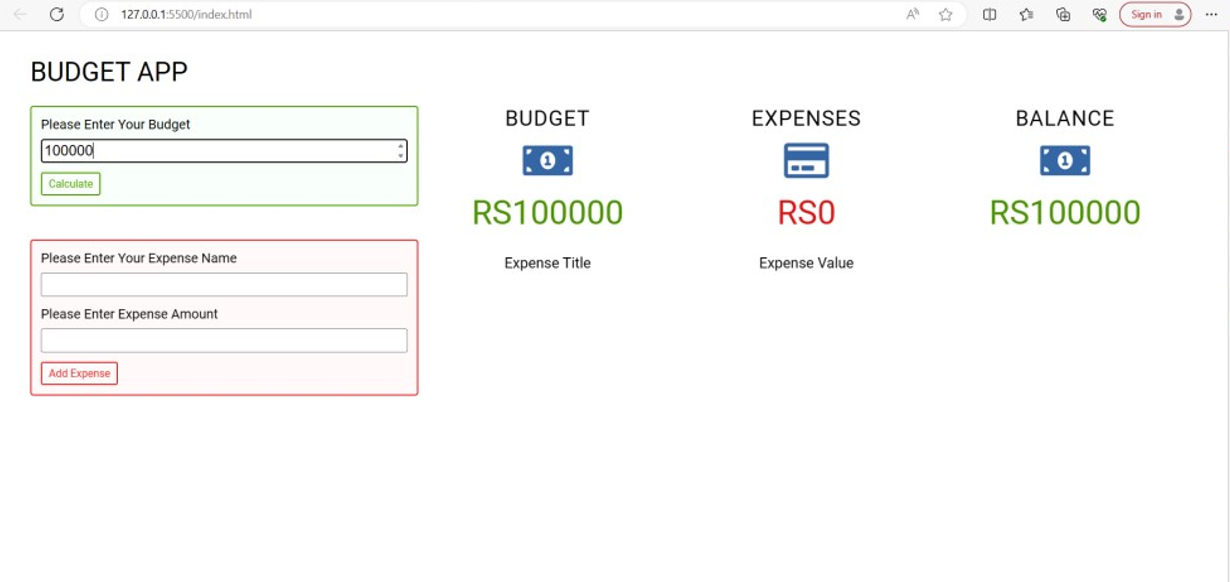 127.0.0.1:5500/index.html
Sign in
BUDGET APP
Please Enter Your Budget
100000
Calculate
Please Enter Your Expense Name
Please Enter Expense Amount
Add Expense
BUDGET EXPENSES BALANCE
1 1
RS100000 RS0 RS100000
Expense Title Expense Value